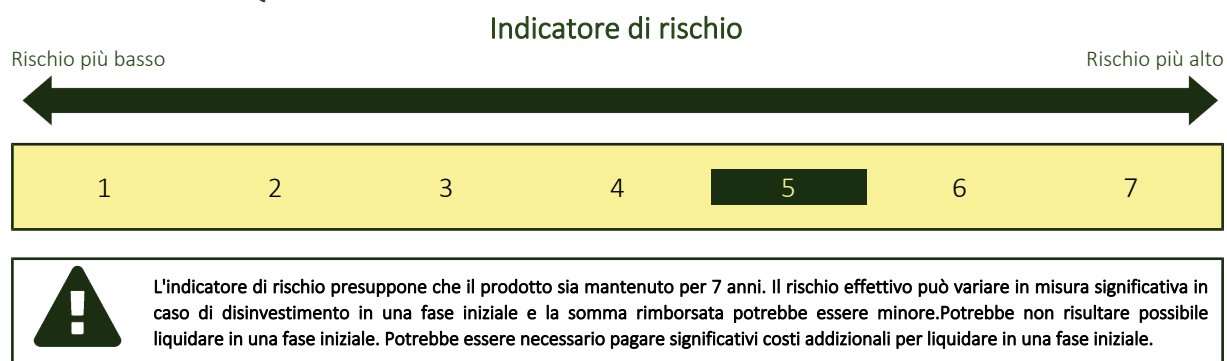 Indicatore di rischio
Rischio più basso Rischio più alto
1 2 3 4 5 6 7
L'indicatore di rischio presuppone che il prodotto sia mantenuto per 7 anni. Il rischio effettivo può variare in misura significativa in
caso di disinvestimento in una fase iniziale e la somma rimborsata potrebbe essere minore.Potrebbe non risultare possibile
liquidare in una fase iniziale. Potrebbe essere necessario pagare significativi costi addizionali per liquidare in una fase iniziale.